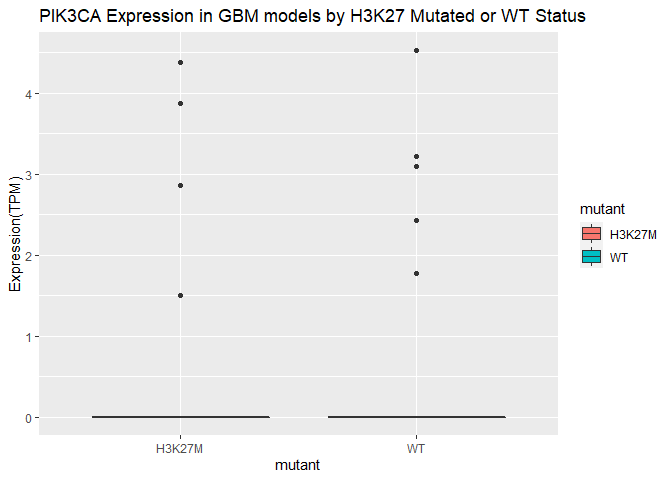 PIK3CA Expression in GBM models by H3K27 Mutated or WT Status
Expression(TPM)
4
3
2
1
0
H3K27M
WT
mutant
mutant
H3K27M
WT